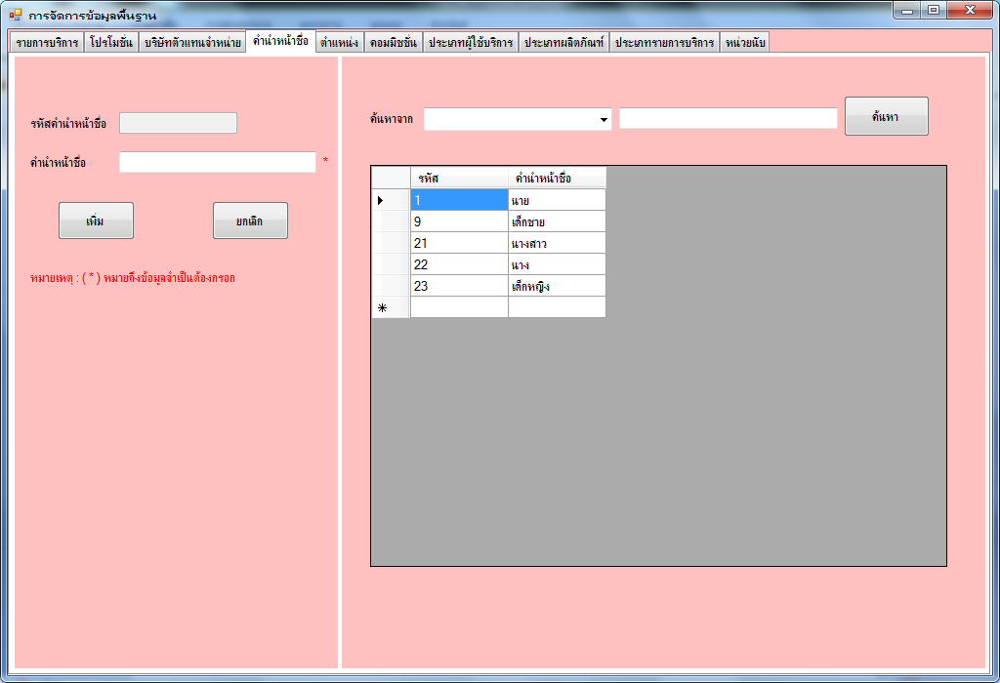 การจัดการข้อมูลพื้นฐาน
รายการบริการ โปรโมชั่น บริษัทตัวแทนจำหน่าย คำนำหน้าชื่อ ตำแหน่ง คอมมิชชั่น ประเภทผู้ใช้บริการ ประเภทผลิตภัณฑ์ ประเภทรายการบริการ หน่วยนับ
รหัสคำนำหน้าชื่อ
คำนำหน้าชื่อ *
เพิ่ม ยกเลิก
หมายเหตุ : ( * ) หมายถึงข้อมูลจำเป็นต้องกรอก
ค้นหาจาก ค้นหา
รหัส คำนำหน้าชื่อ
1 นาย
9 เด็กชาย
21 นางสาว
22 นาง
23 เด็กหญิง